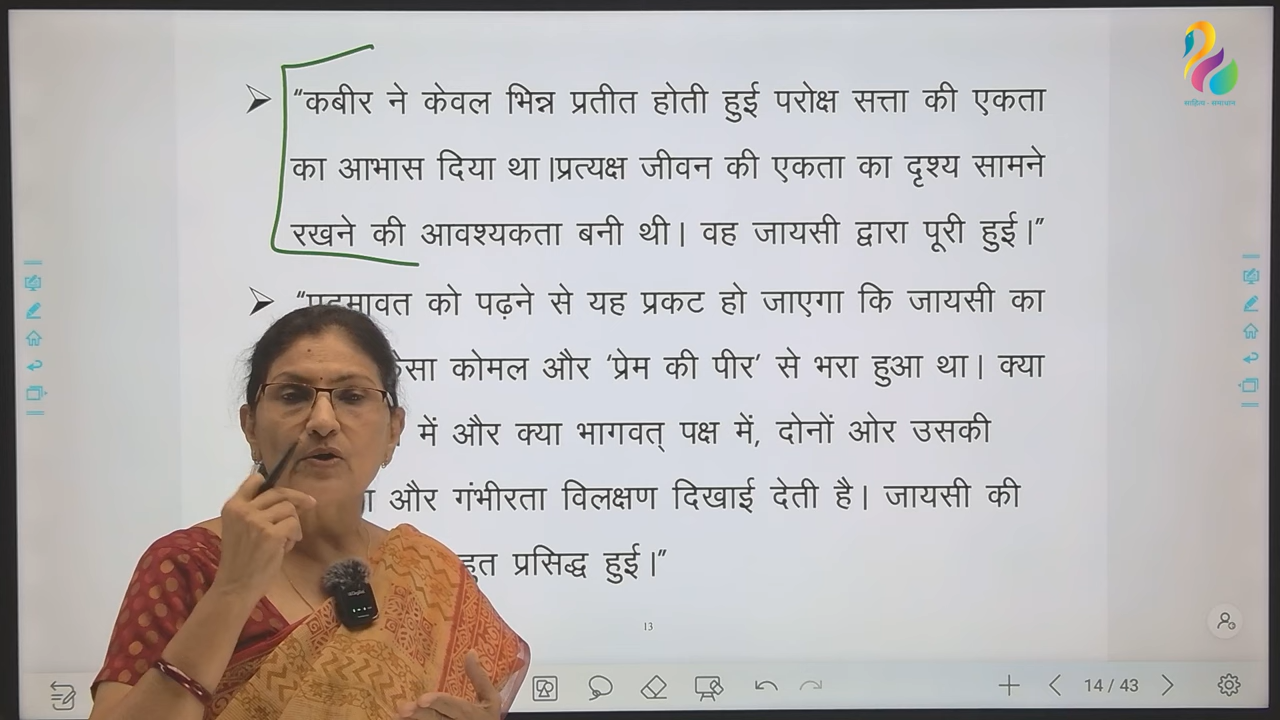 “कबीर ने केवल भिन्न प्रतीत होती हुई परोक्ष सत्ता की एकता
का आभास दिया था।प्रत्यक्ष जीवन की एकता का दृश्य सामने
रखने की आवश्यकता बनी थी। वह जायसी द्वारा पूरी हुई।”
को पढ़ने से यह प्रकट हो जाएगा कि जायसी का
कोमल और ‘प्रेम की पीर’ से भरा हुआ था। क्या
में और क्या भागवत् पक्ष में, दोनों ओर उसकी
और गंभीरता विलक्षण दिखाई देती है। जायसी की
प्रसिद्ध हुई।”
13
14 / 43
साहित्य - समाधान